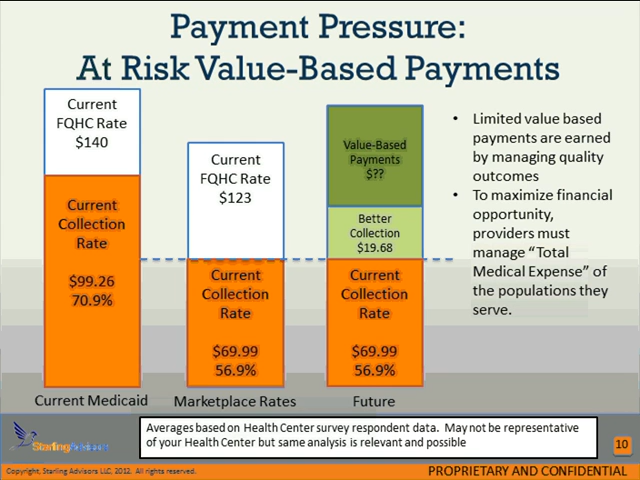 Payment Pressure:
At Risk Value-Based Payments
Current
FQHC Rate
$140
Current
Collection
Rate
$99.26
70.9%
Current
FQHC Rate
$123
Current
Collection
Rate
$69.99
56.9%
Value-Based
Payments
$??
Better
Collection
$19.68
Current
Collection
Rate
$69.99
56.9%
Current Medicaid
Marketplace Rates
Future
• Limited value based
payments are earned
by managing quality
outcomes
• To maximize financial
opportunity,
providers must
manage “Total
Medical Expense” of
the populations they
serve.
StarlingAdvisors
Averages based on Health Center survey respondent data. May not be representative
of your Health Center but same analysis is relevant and possible
10
Copyright. Starling Advisors LLC, 2012. All rights reserved.
PROPRIETARY AND CONFIDENTIAL